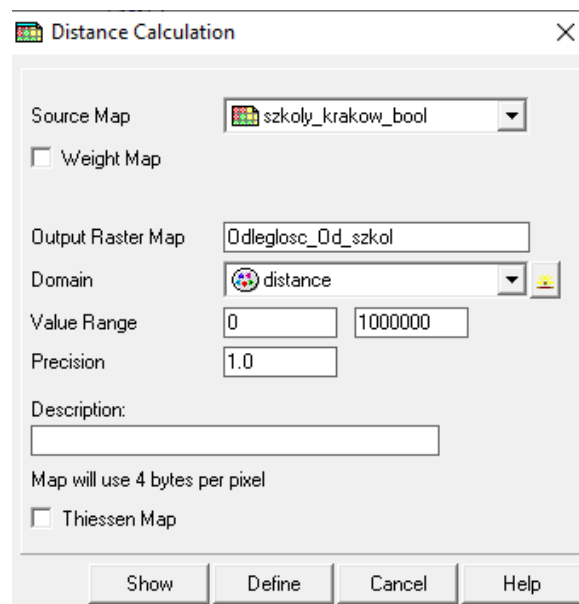 Distance Calculation
Source Map szkoly_krakow_bool
Weight Map
Output Raster Map Odleglosc_Od_szkol
Domain distance
Value Range 0 1000000
Precision 1.0
Description:
Map will use 4 bytes per pixel
Thiessen Map
Show Define Cancel Help